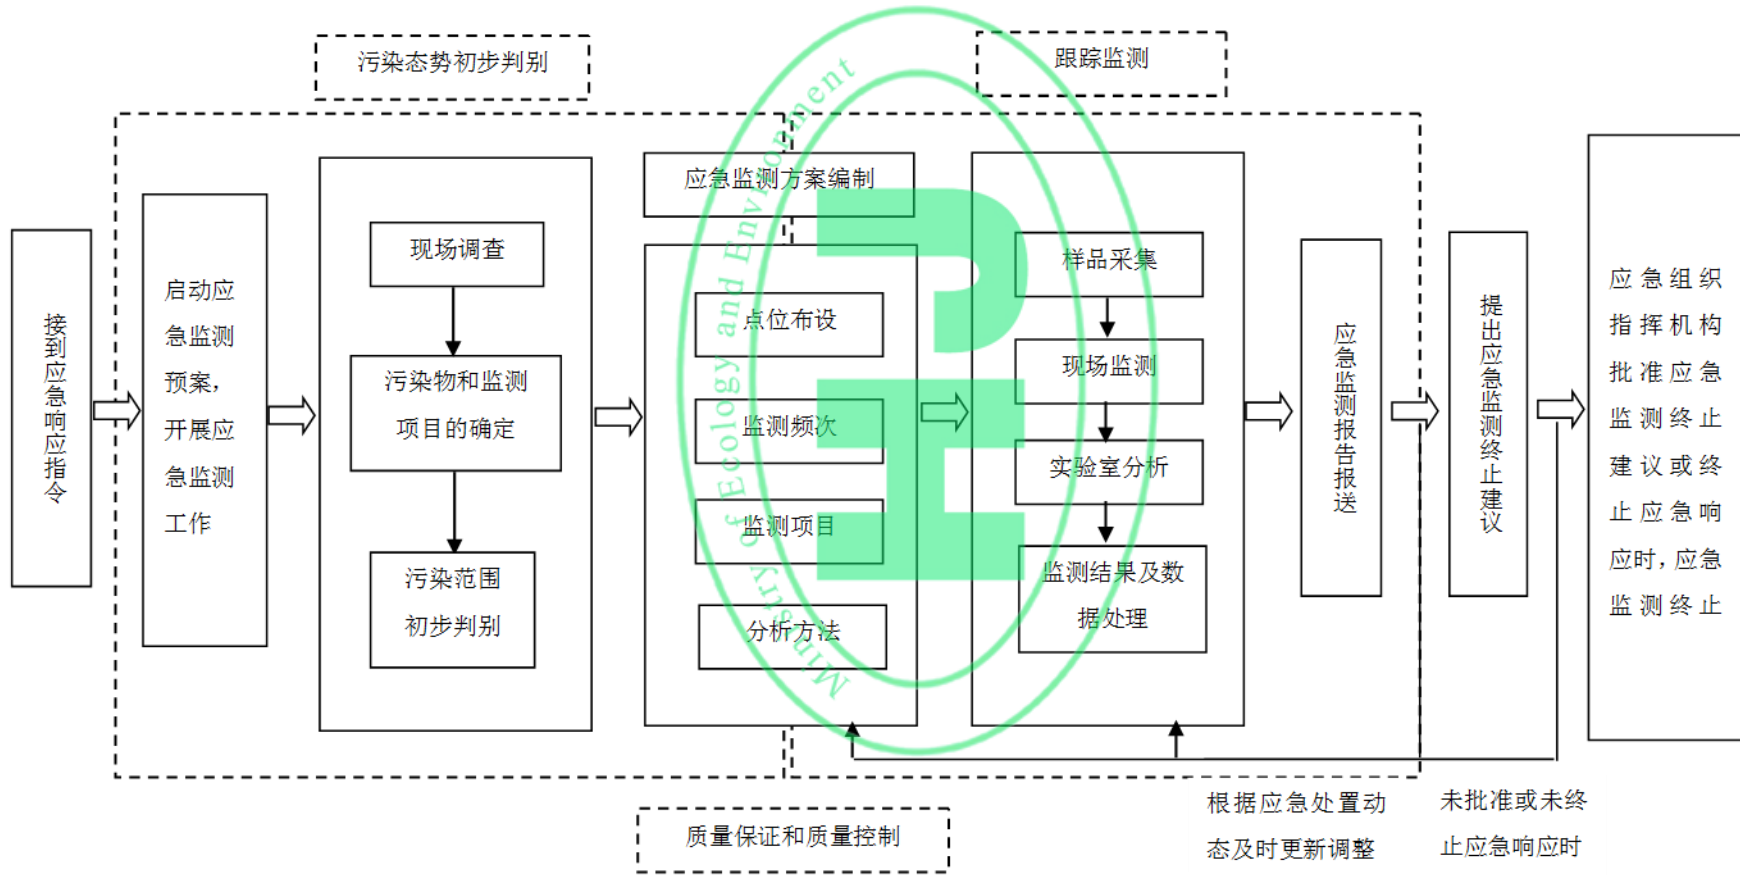 污染态势初步判别
跟踪监测
接到应急响应指令
启动应
急监测
预案，
开展应
急监测
工作
现场调查
污染物和监测
项目的确定
污染范围
初步判别
应急监测方案编制
点位布设
监测频次
监测项目
分析方法
样品采集
现场监测
实验室分析
监测结果及数
据处理
应急监测报告报送
提出应急监测终止建议
应急组织
指挥机构
批准应急
监测终止
建议或终
止应急响
应时，应急
监测终止
根据应急处置动
态及时更新调整
未批准或未终
止应急响应时
质量保证和质量控制
Ministry of Ecology and Environment